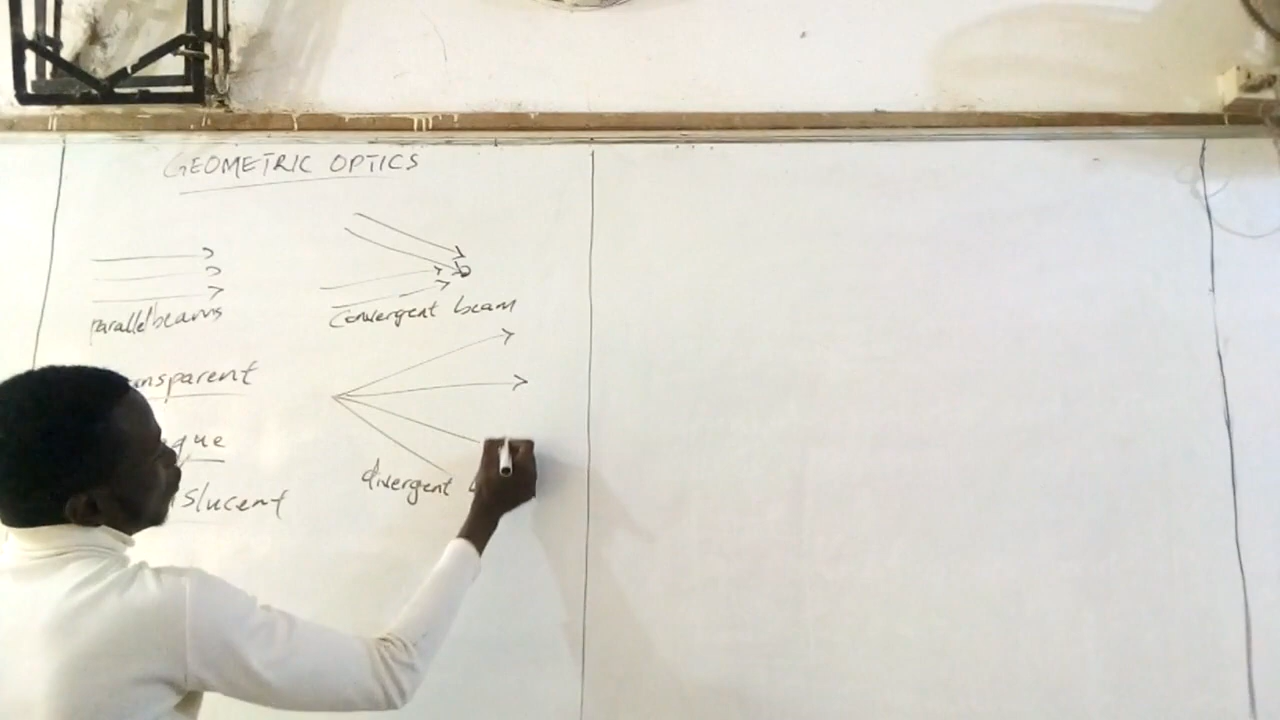 GEOMETRIC OPTICS
parallel beams
convergent beam
nsparent
que
slucent
divergent